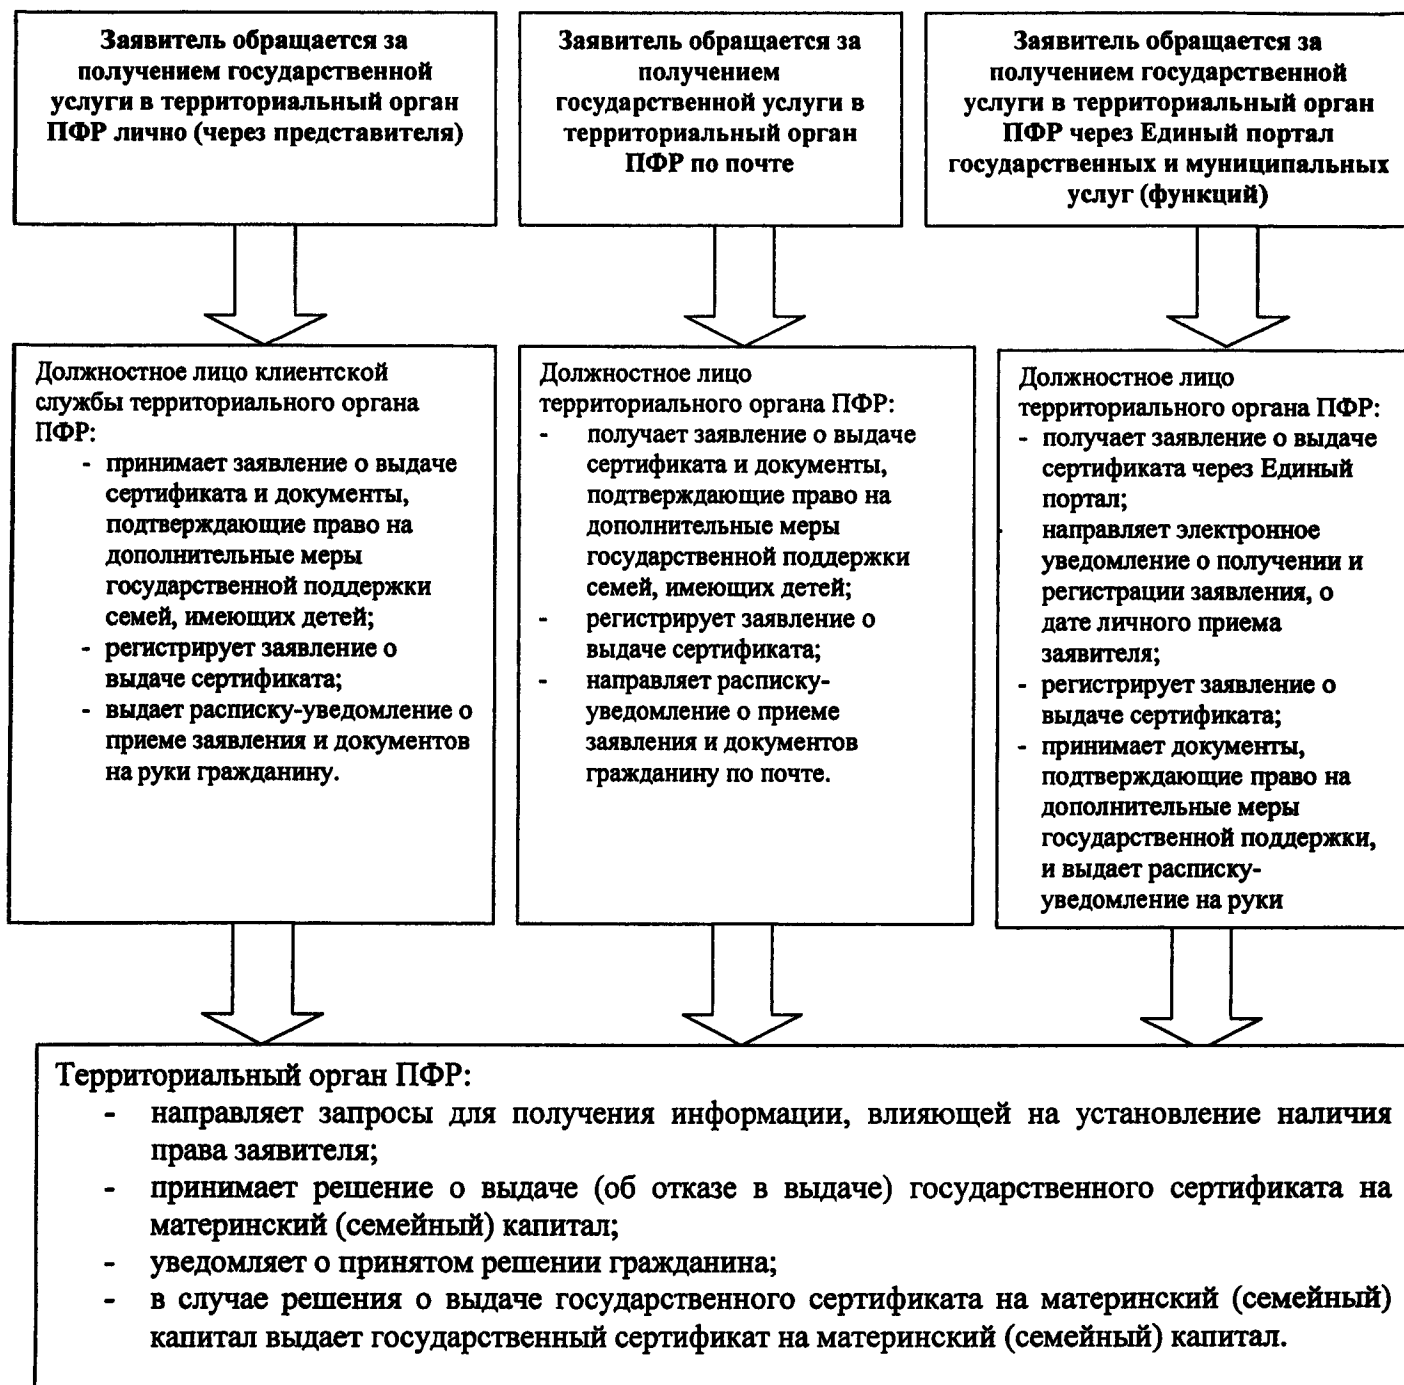 Заявитель обращается за
получением государственной
услуги в территориальный орган
ПФР лично (через представителя)
Заявитель обращается за
получением
государственной услуги в
территориальный орган
ПФР по почте
Заявитель обращается за
получением государственной
услуги в территориальный орган
ПФР через Единый портал
государственных и муниципальных
услуг (функций)
Должностное лицо клиентской
службы территориального органа
ПФР:
- принимает заявление о выдаче
сертификата и документы,
подтверждающие право на
дополнительные меры
государственной поддержки
семей, имеющих детей;
- регистрирует заявление о
выдаче сертификата;
- выдает расписку-уведомление о
приеме заявления и документов
на руки гражданину.
Должностное лицо
территориального органа ПФР:
- получает заявление о выдаче
сертификата и документы,
подтверждающие право на
дополнительные меры
государственной поддержки
семей, имеющих детей;
- регистрирует заявление о
выдаче сертификата;
- направляет расписку-
уведомление о приеме
заявления и документов
гражданину по почте.
Должностное лицо
территориального органа ПФР:
- получает заявление о выдаче
сертификата через Единый
портал;
- направляет электронное
уведомление о получении и
регистрации заявления, о
дате личного приема
заявителя;
- регистрирует заявление о
выдаче сертификата;
- принимает документы,
подтверждающие право на
дополнительные меры
государственной поддержки,
и выдает расписку-
уведомление на руки
Территориальный орган ПФР:
- направляет запросы для получения информации, влияющей на установление наличия
права заявителя;
- принимает решение о выдаче (об отказе в выдаче) государственного сертификата на
материнский (семейный) капитал;
- уведомляет о принятом решении гражданина;
- в случае решения о выдаче государственного сертификата на материнский (семейный)
капитал выдает государственный сертификат на материнский (семейный) капитал.